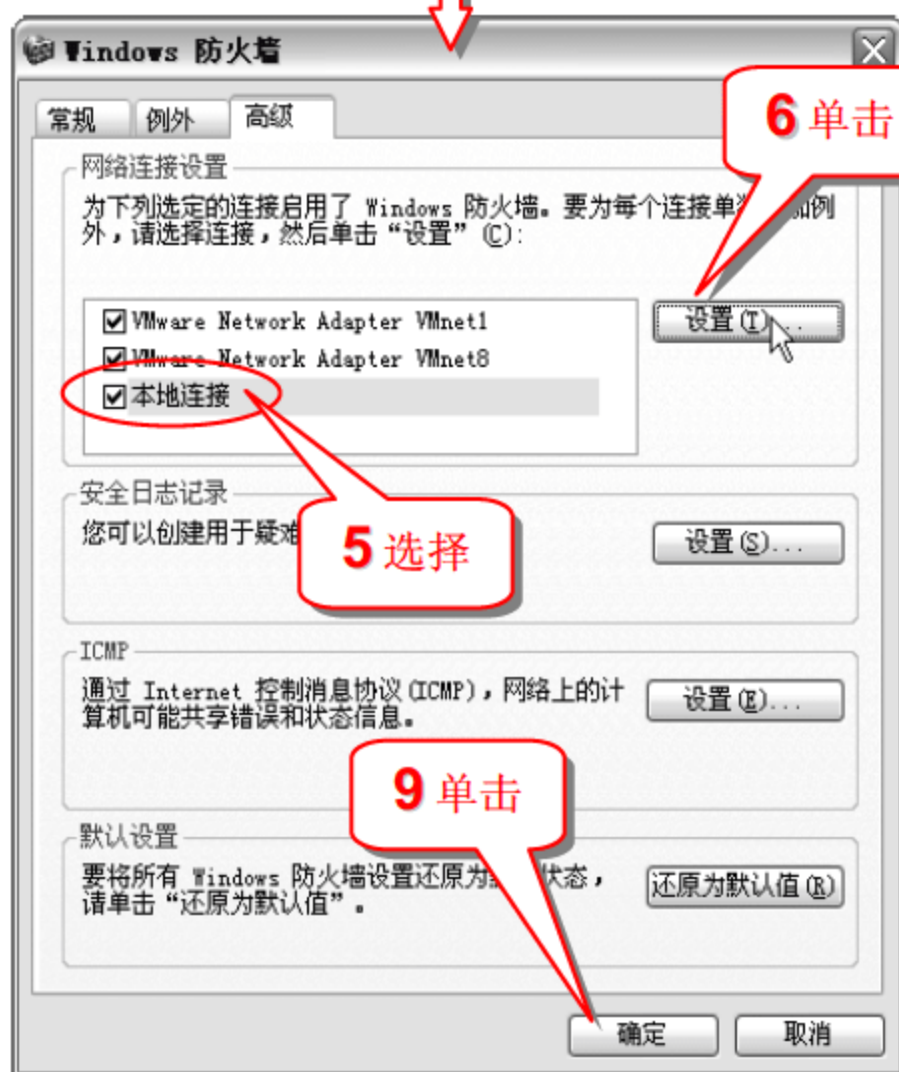 Windows 防火墙
6 单击
常规 例外 高级
网络连接设置
为下列选定的连接启用了 Windows 防火墙。要为每个连接单 加例
外，请选择连接，然后单击“设置”(C):
VMware Network Adapter VMnet1
设置(T)...
VMware Network Adapter VMnet8
本地连接
安全日志记录
您可以创建用于疑难
5 选择
设置(S)...
ICMP
通过 Internet 控制消息协议(ICMP)，网络上的计
算机可能共享错误和状态信息。
设置(E)...
9 单击
默认设置
要将所有 Windows 防火墙设置还原为 状态，
请单击“还原为默认值”。
还原为默认值(R)
确定 取消